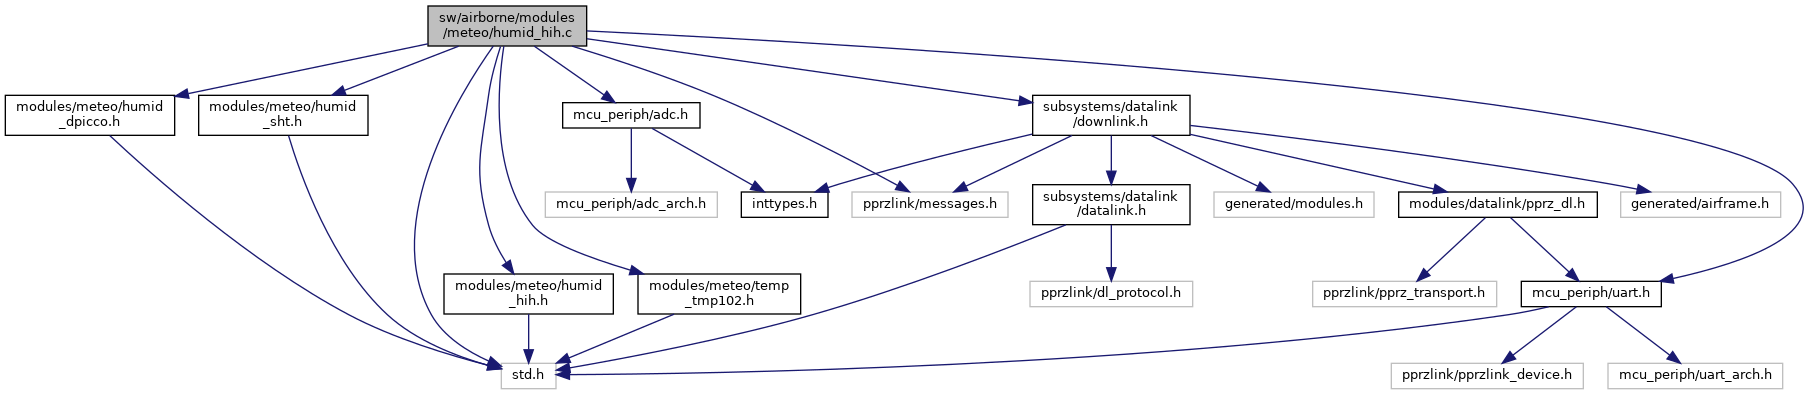 sw/airborne/modules
/meteo/humid_hih.c
modules/meteo/humid
_dpicco.h
modules/meteo/humid
_sht.h
mcu_periph/adc.h
subsystems/datalink
/downlink.h
mcu_periph/adc_arch.h
inttypes.h
pprzlink/messages.h
subsystems/datalink
/datalink.h
generated/modules.h
modules/datalink/pprz_dl.h
generated/airframe.h
modules/meteo/humid
_hih.h
modules/meteo/temp
_tmp102.h
pprzlink/dl_protocol.h
pprzlink/pprz_transport.h
mcu_periph/uart.h
std.h
pprzlink/pprzlink_device.h
mcu_periph/uart_arch.h